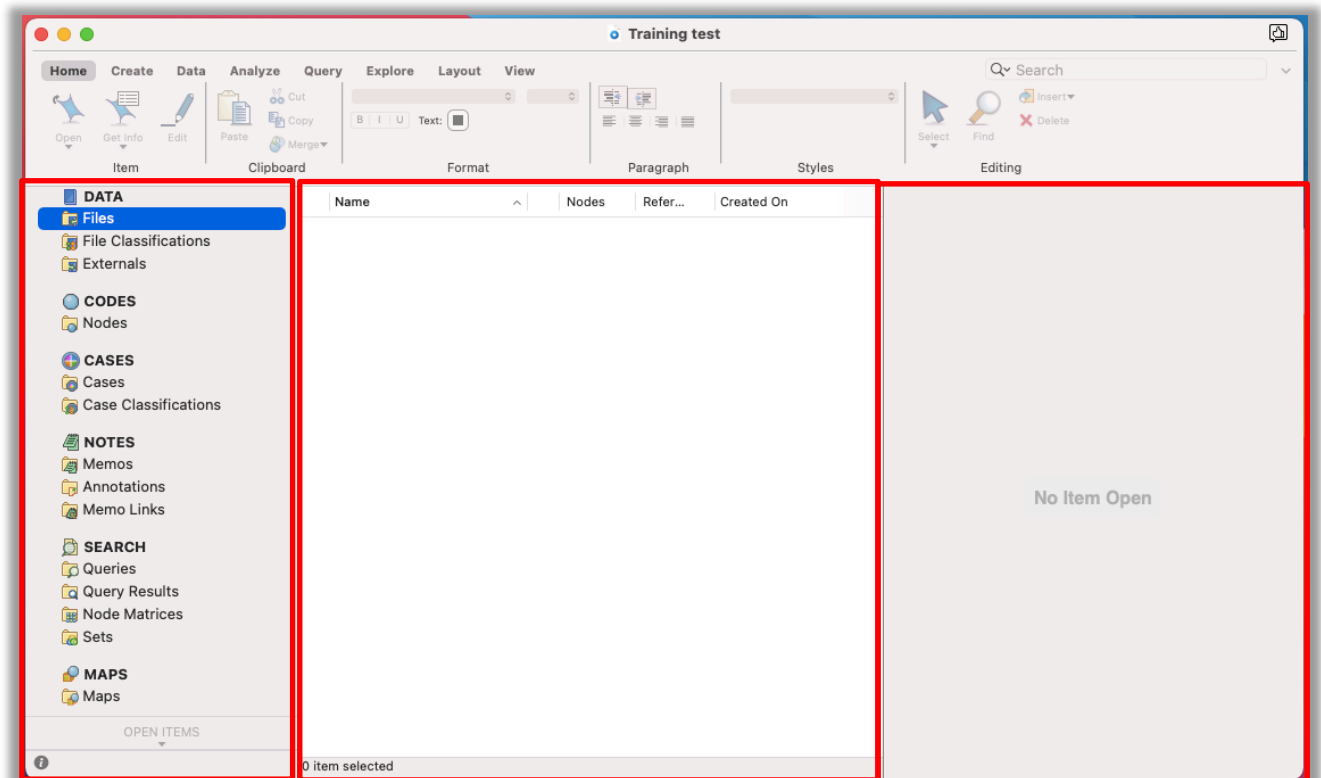 Training test
Home Create Data Analyze Query Explore Layout View
Search
Open
Get Info
Edit
Item
Paste
Cut
Copy
Merge
Clipboard
B I U Text:
Format
Paragraph
Styles
Select
Find
Insert
Delete
Editing
DATA
Files
File Classifications
Externals
CODES
Nodes
CASES
Cases
Case Classifications
NOTES
Memos
Annotations
Memo Links
SEARCH
Queries
Query Results
Node Matrices
Sets
MAPS
Maps
OPEN ITEMS
Name Nodes Refer... Created On
0 item selected
No Item Open